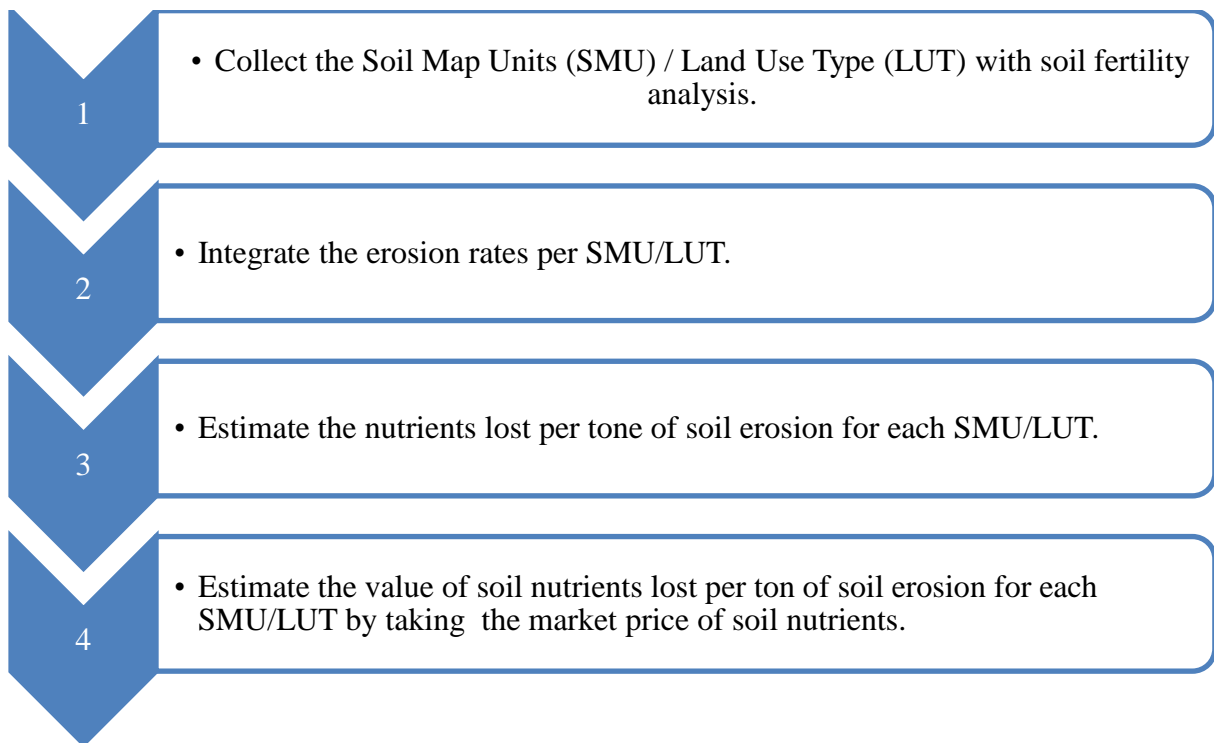 1
• Collect the Soil Map Units (SMU) / Land Use Type (LUT) with soil fertility
analysis.
2
• Integrate the erosion rates per SMU/LUT.
3
• Estimate the nutrients lost per tone of soil erosion for each SMU/LUT.
4
• Estimate the value of soil nutrients lost per ton of soil erosion for each
SMU/LUT by taking  the market price of soil nutrients.